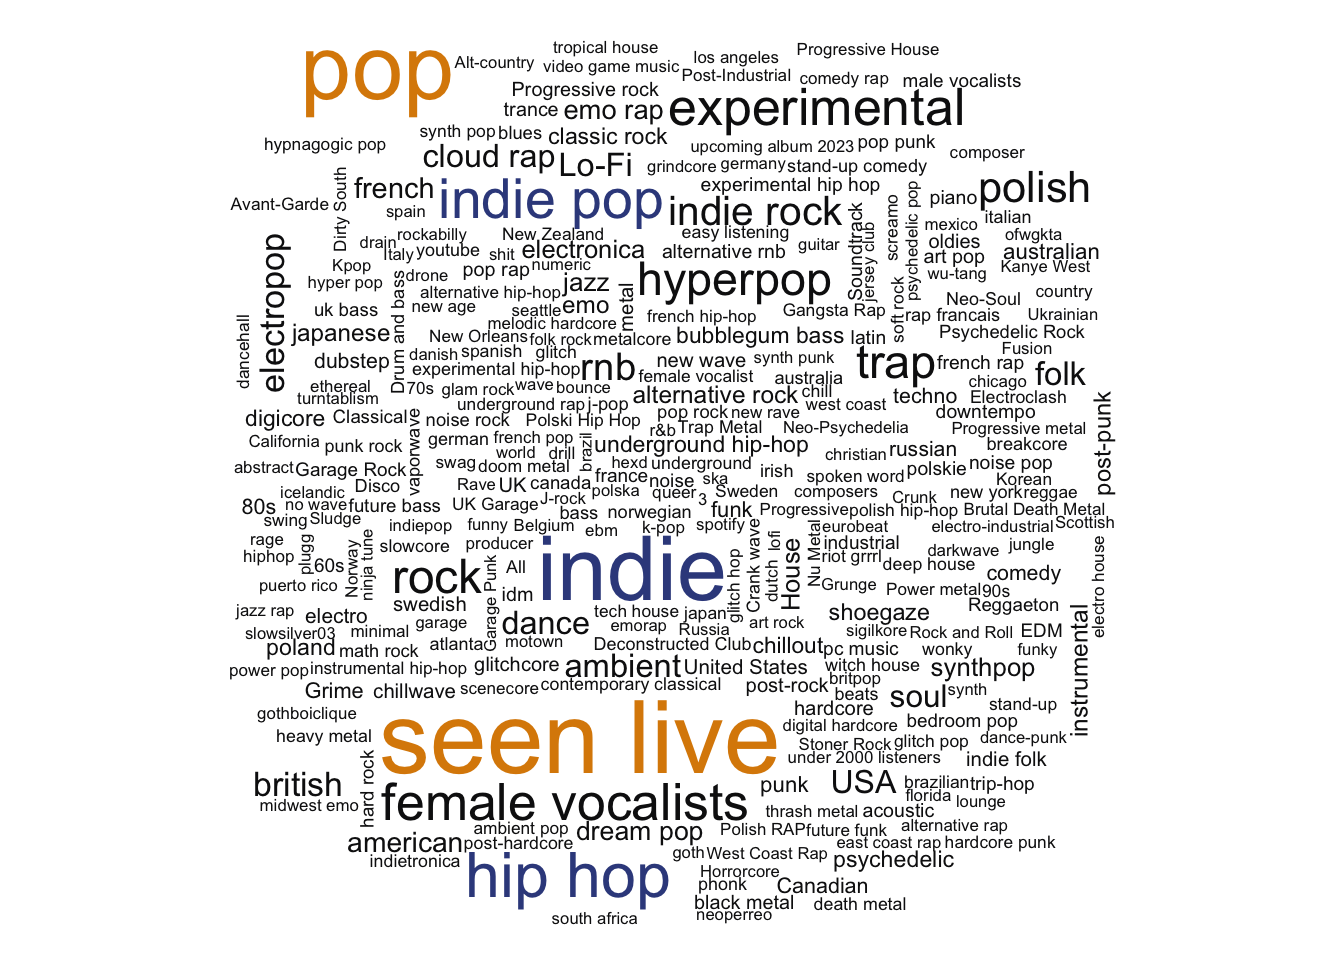 pop
Alt-country
tropical house
video game music
los angeles
Post-Industrial
Progressive House
comedy rap
male vocalists
Progressive rock
trance
emo rap
experimental
hypnagogic pop
synth pop
blues
classic rock
upcoming album 2023
pop punk
composer
cloud rap
Lo-Fi
grindcore
germany
stand-up comedy
Avant-Garde
Dirty South
french
spain
indie pop
indie rock
experimental hip hop
piano
polish
italian
mexico
ofwgkta
drain
rockabilly
New Zealand
easy listening
guitar
Soundtrack
jersey club
screamo
psychedelic pop
oldies
australian
electropop
Italy
youtube
shit
electronica
alternative rnb
art pop
Kanye West
Kpop
drone
pop rap
numeric
wu-tang
hyper pop
Drum and bass
alternative hip-hop
jazz
hyperpop
soft rock
Neo-Soul
country
uk bass
new age
seattle
emo
metal
french hip-hop
Gangsta Rap
rap francais
Ukrainian
dancehall
japanese
melodic hardcore
New Orleans
folk rock
metalcore
bubblegum bass
latin
Psychedelic Rock
Fusion
dubstep
danish
spanish
glitch
experimental hip-hop
rnb
new wave
synth punk
trap
french rap
folk
ethereal
70s
glam rock
wave
bounce
female vocalist
australia
chill
chicago
turntablism
underground rap
j-pop
alternative rock
west coast
techno
Electroclash
digicore
Classical
vaporwave
noise rock
Polski Hip Hop
pop rock
new rave
downtempo
post-punk
California
punk rock
german
french pop
r&b
Trap Metal
Neo-Psychedelia
Progressive metal
world
drill
brazil
underground hip-hop
christian
russian
breakcore
abstract
Garage Rock
swag
doom metal
hexd
underground
irish
spoken word
polskie
noise pop
Disco
Rave
UK
canada
france
noise
ska
Korean
icelandic
J-rock
polska
queer
3
Sweden
composers
Crunk
new york
reggae
80s
no wave
future bass
UK Garage
bass
norwegian
funk
Progressive
polish hip-hop
Brutal Death Metal
swing
Sludge
indiepop
funny
Belgium
ebm
k-pop
spotify
eurobeat
electro-industrial
Scottish
rage
plugg
Norway
ninja tune
slowcore
producer
indie
Crank wave
dutch
lofi
House
Nu Metal
industrial
riot grrrl
darkwave
jungle
hiphop
60s
rock
Garage Punk
All
glitch hop
deep house
comedy
electro house
puerto rico
idm
Grunge
Power metal
90s
jazz rap
electro
swedish
garage
dance
tech house
japan
art rock
shoegaze
Reggaeton
instrumental
slowsilver03
minimal
atlanta
motown
emorap
Russia
sigilkore
Rock and Roll
EDM
poland
math rock
Deconstructed Club
chillout
pc music
wonky
funky
power pop
instrumental hip-hop
glitchcore
ambient
United States
witch house
synthpop
Grime
chillwave
scenecore
contemporary classical
post-rock
britpop
beats
soul
synth
stand-up
gothboiclique
hardcore
heavy metal
seen live
digital hardcore
bedroom pop
Stoner Rock
glitch pop
dance-punk
hard rock
under 2000 listeners
indie folk
british
punk
USA
brazilian
trip-hop
midwest emo
female vocalists
florida
lounge
thrash metal
acoustic
ambient pop
dream pop
Polish RAP
future funk
alternative rap
american
post-hardcore
east coast rap
hardcore punk
indietronica
hip hop
goth
West Coast Rap
psychedelic
Horrorcore
phonk
Canadian
black metal
death metal
neoperreo
south africa